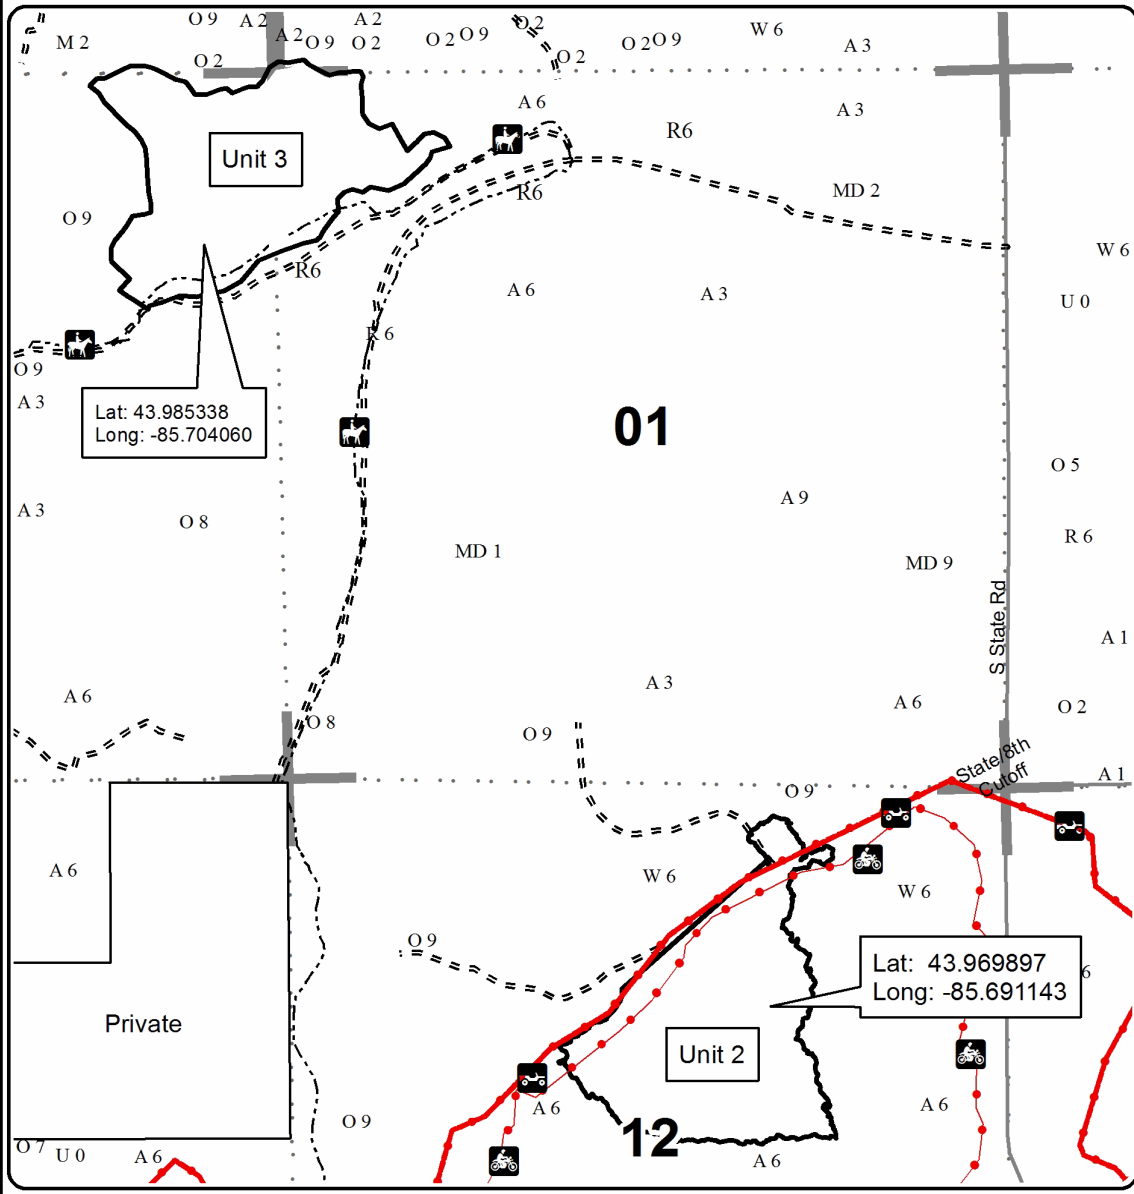 O 9
A 2
A 2
O 2
W 6
M 2
A 2
O 9
O 2
O 2
O 9
O 2
O 9
A 3
O 2
O 2
A 6
A 3
R6
Unit 3
MD 2
R6
O 9
W 6
R6
A 6
A 3
U 0
R 6
O 9
A 3
Lat: 43.985338
Long: -85.704060
01
O 5
A 9
A 3
O 8
R 6
MD 1
MD 9
S State Rd
A 1
A 3
A 6
A 6
O 2
O 8
O 9
State/8th
Cutoff
A 1
O 9
A 6
W 6
W 6
O 9
Lat: 43.969897
Long: -85.691143
6
Private
Unit 2
A 6
A 6
O 9
12
O 7
U 0
A 6
A 6